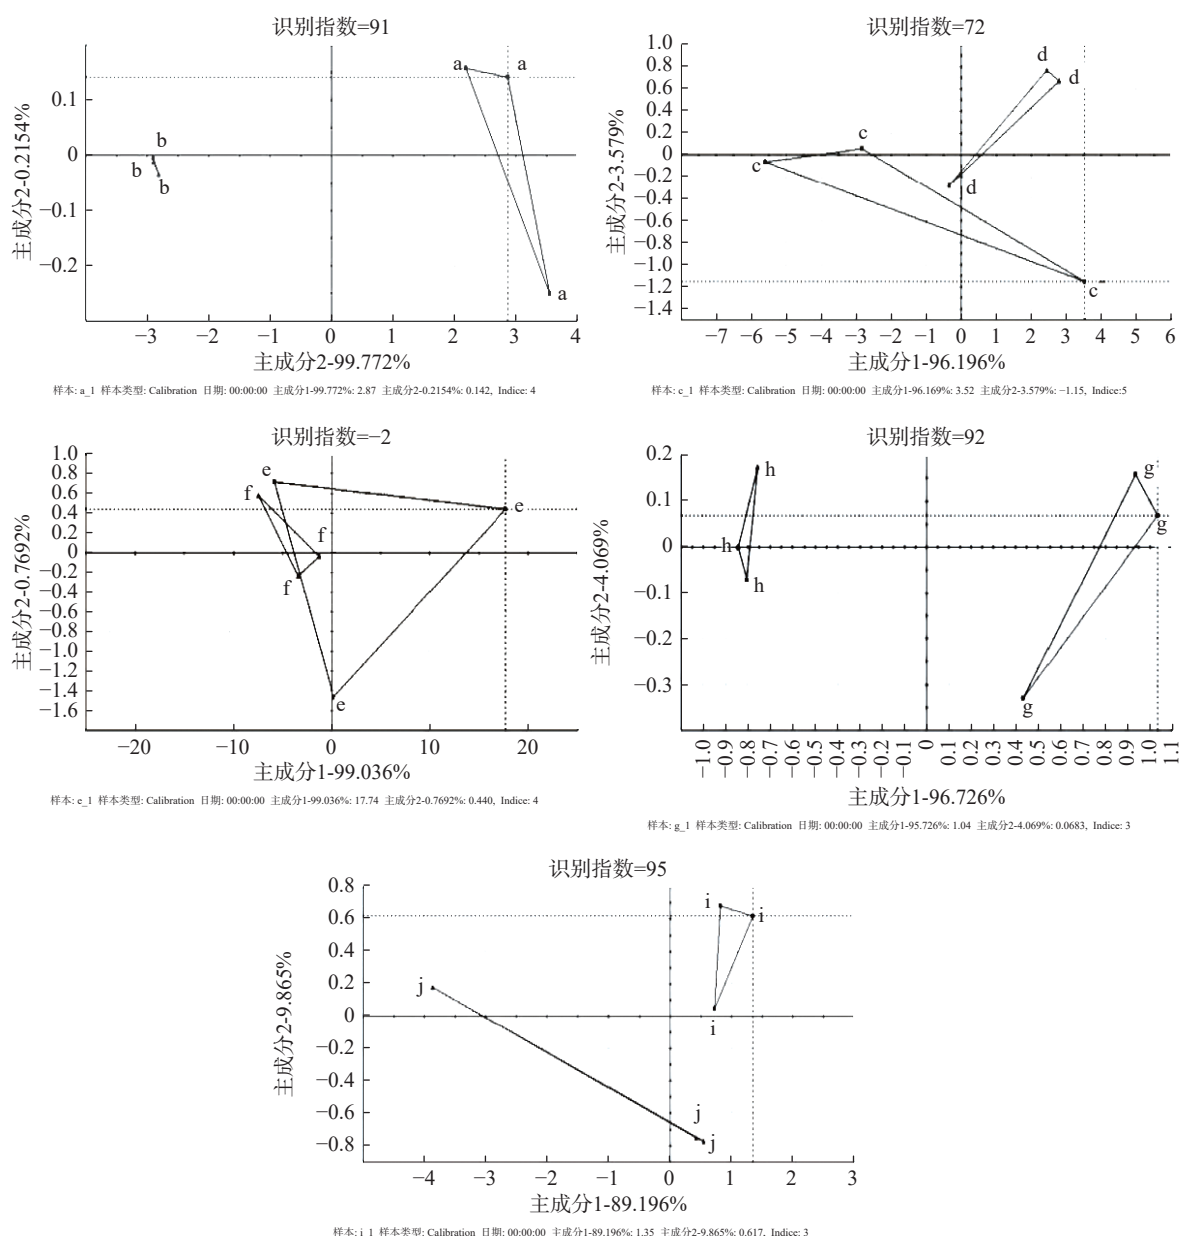 识别指数=91
a
a
0.1
b
0
b
b
−0.1
−0.2
a
主成分2-0.2154%
−3
−2
−1
0
1
2
3
4
主成分2-99.772%
样本: a_1 样本类型: Calibration 日期: 00:00:00 主成分1-99.772%: 2.87 主成分2-0.2154%: 0.142, Indice: 4
识别指数=72
1.0
0.8
0.6
0.4
0.2
0
−0.2
−0.4
−0.6
−0.8
−1.0
−1.2
−1.4
d
d
c
c
d
c
主成分2-3.579%
−7
−6
−5
−4
−3
−2
−1
0
1
2
3
4
5
6
主成分1-96.196%
样本: c_1 样本类型: Calibration 日期: 00:00:00 主成分1-96.169%: 3.52 主成分2-3.579%: −1.15, Indice:5
识别指数=−2
1.0
0.8
0.6
0.4
0.2
0
−0.2
−0.4
−0.6
−0.8
−1.0
−1.2
−1.4
−1.6
e
f
e
f
f
e
主成分2-0.7692%
−20
−10
0
10
20
主成分1-99.036%
样本: e_1 样本类型: Calibration 日期: 00:00:00 主成分1-99.036%: 17.74 主成分2-0.7692%: 0.440, Indice: 4
识别指数=92
0.2
0.1
0
−0.1
−0.2
−0.3
h
g
g
h
h
g
主成分2-4.069%
−1.0
−0.9
−0.8
−0.7
−0.6
−0.5
−0.4
−0.3
−0.2
−0.1
0
0.1
0.2
0.3
0.4
0.5
0.6
0.7
0.8
0.9
1.0
1.1
主成分1-96.726%
样本: g_1 样本类型: Calibration 日期: 00:00:00 主成分1-95.726%: 1.04 主成分2-4.069%: 0.0683, Indice: 3
识别指数=95
0.8
0.6
0.4
0.2
0
−0.2
−0.4
−0.6
−0.8
i
i
j
i
j
j
主成分2-9.865%
−4
−3
−2
−1
0
1
2
3
主成分1-89.196%
样本: i_1 样本类型: Calibration 日期: 00:00:00 主成分1-89.196%: 1.35 主成分2-9.865%: 0.617, Indice: 3